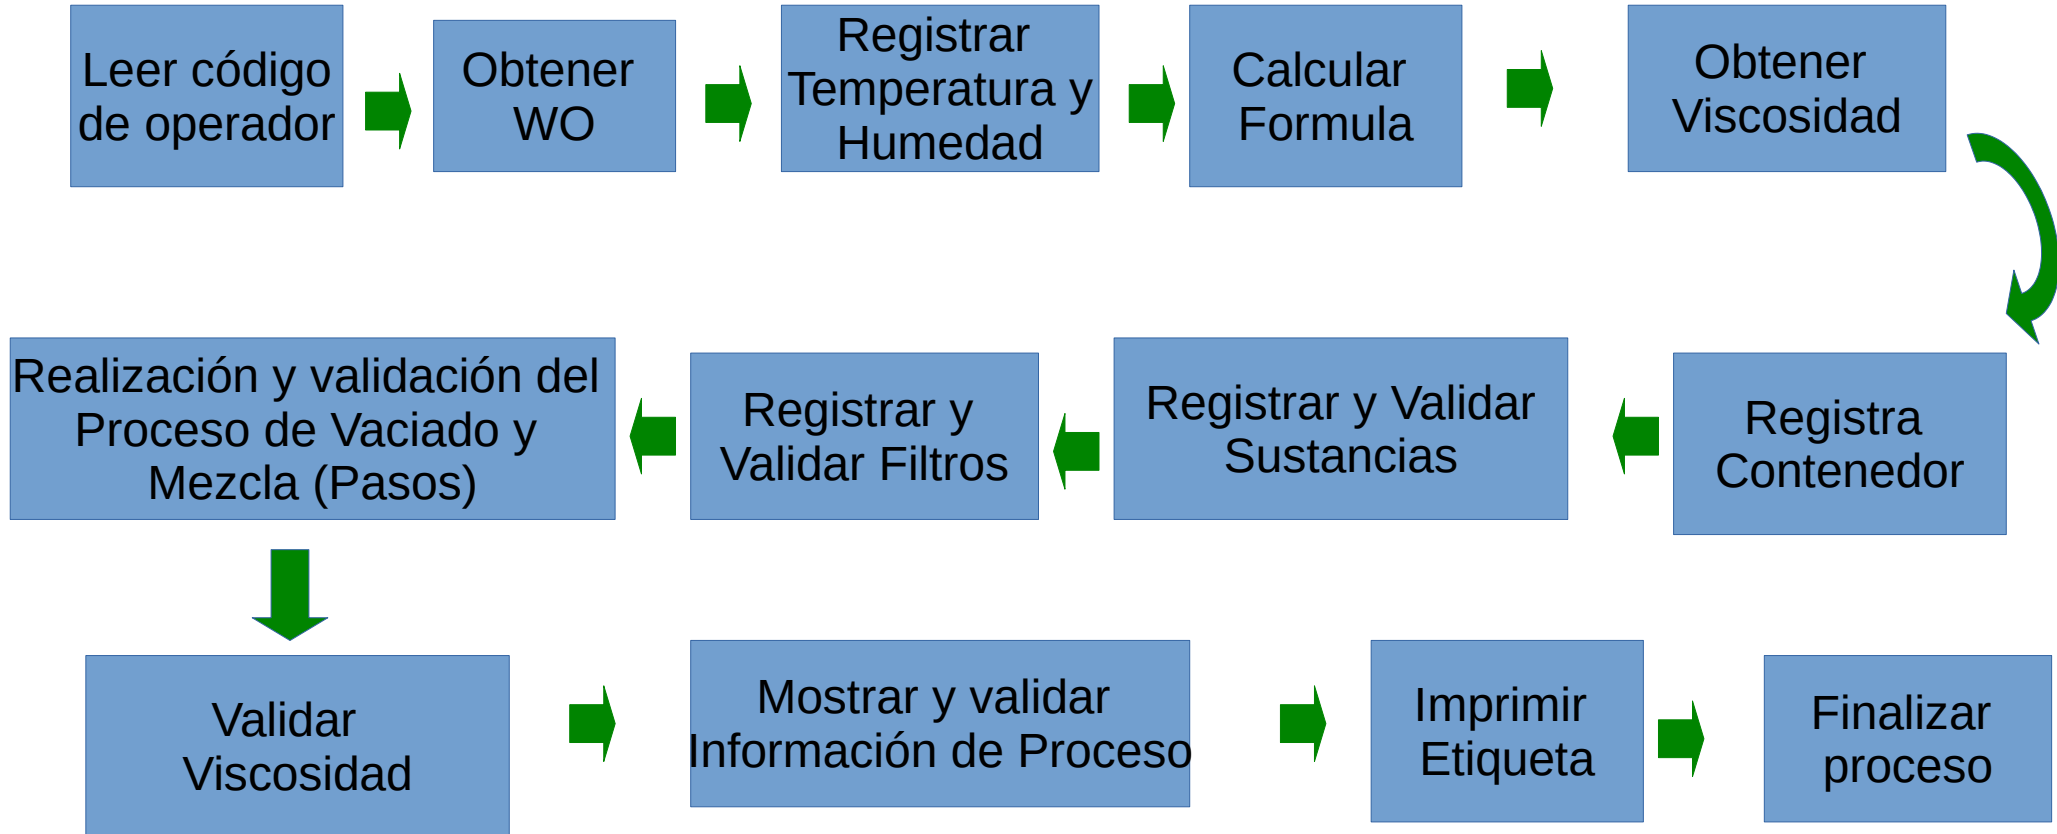 Leer código
de operador
Obtener
WO
Registrar
Temperatura y
Humedad
Calcular
Formula
Obtener
Viscosidad
Registra
Contenedor
Registrar y Validar
Sustancias
Registrar y
Validar Filtros
Realización y validación del
Proceso de Vaciado y
Mezcla (Pasos)
Validar
Viscosidad
Mostrar y validar
Información de Proceso
Imprimir
Etiqueta
Finalizar
proceso